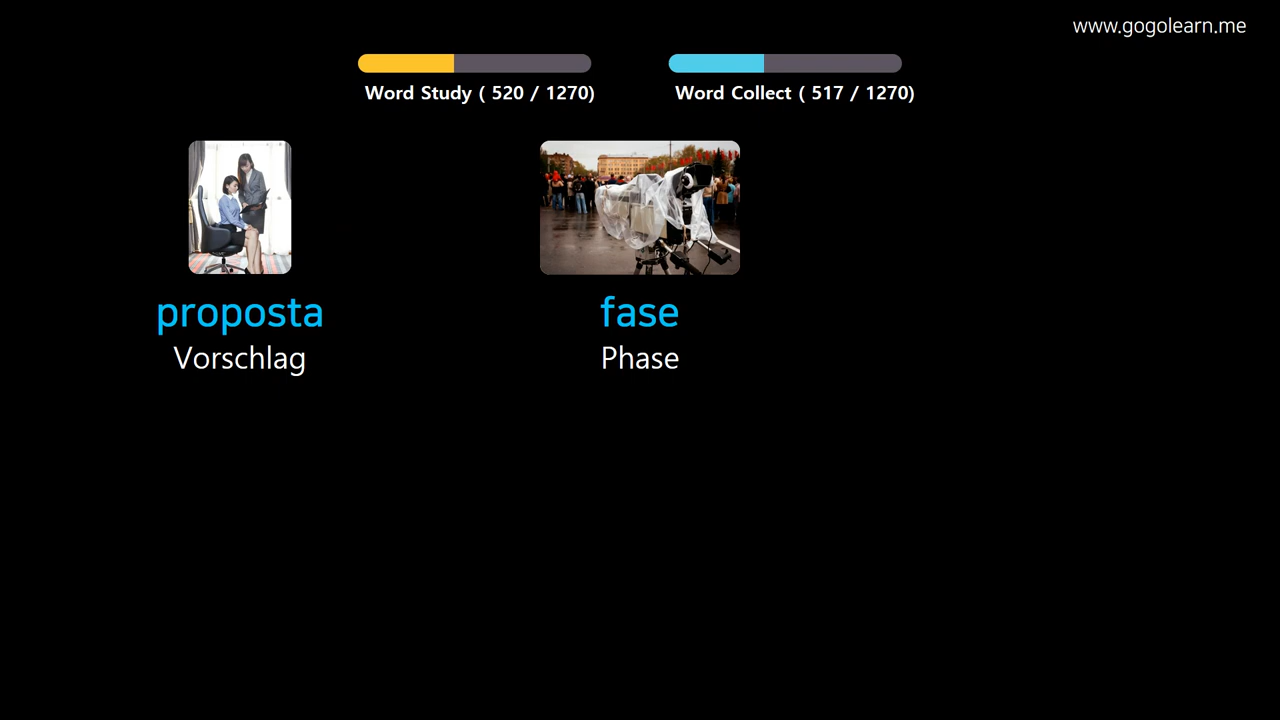 www.gogolearn.me
Word Study ( 520 / 1270)
Word Collect ( 517 / 1270)
proposta
Vorschlag
fase
Phase